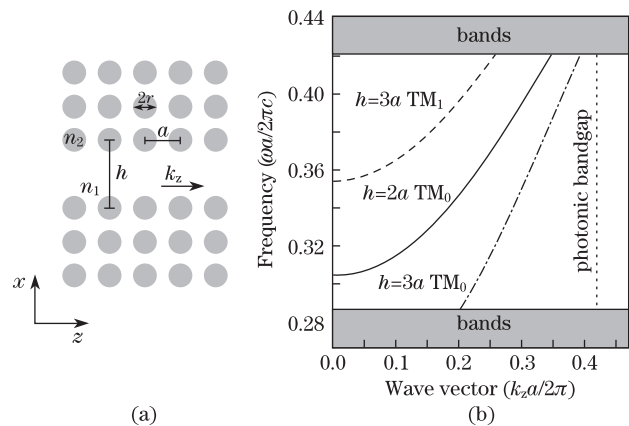 2r
n₂
a
h
n₁
k_z
x
z
(a)
0.44
0.40
0.36
0.32
0.28
Frequency (ωa/2πc)
bands
h=3a TM₁
h=2a TM₀
h=3a TM₀
photonic bandgap
bands
0.0 0.1 0.2 0.3 0.4
Wave vector (k_za/2π)
(b)